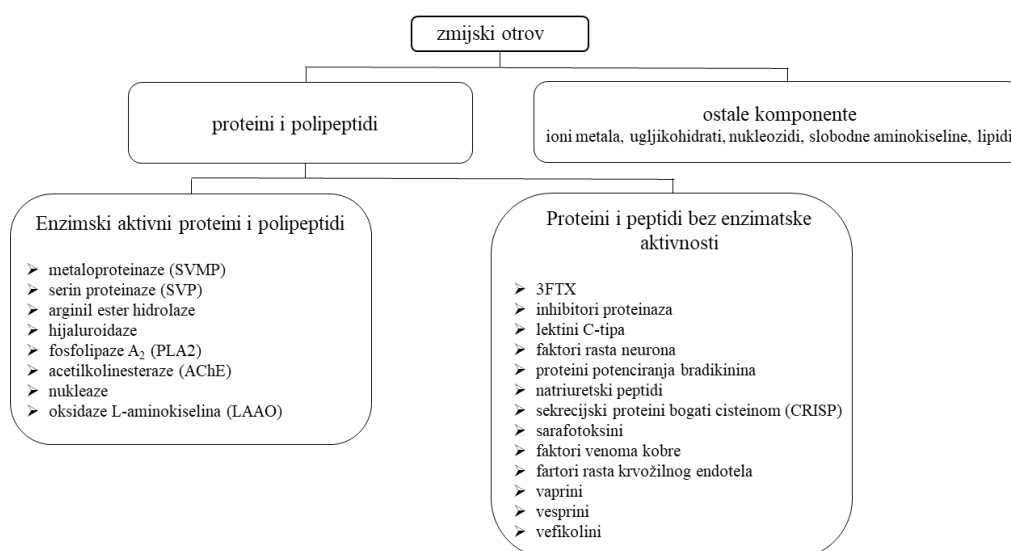 zmijski otrov
proteini i polipeptidi
ostale komponente
ioni metala, ugljikohidrati, nukleozidi, slobodne aminokiseline, lipidi
Enzimski aktivni proteini i polipeptidi
➢ metaloproteinaze (SVMP)
➢ serin proteinaze (SVP)
➢ arginil ester hidrolaze
➢ hijaluroidaze
➢ fosfolipaze A₂ (PLA2)
➢ acetilkolinesteraze (AChE)
➢ nukleaze
➢ oksidaze L-aminokiselina (LAAO)
Proteini i peptidi bez enzimatske
aktivnosti
➢ 3FTX
➢ inhibitori proteinaza
➢ lektini C-tipa
➢ faktori rasta neurona
➢ proteini potenciranja bradikinina
➢ natriuretski peptidi
➢ sekrecijski proteini bogati cisteinom (CRISP)
➢ sarafotoksini
➢ faktori venoma kobre
➢ fartori rasta krvožilnog endotela
➢ vaprini
➢ vesprini
➢ vefikolini